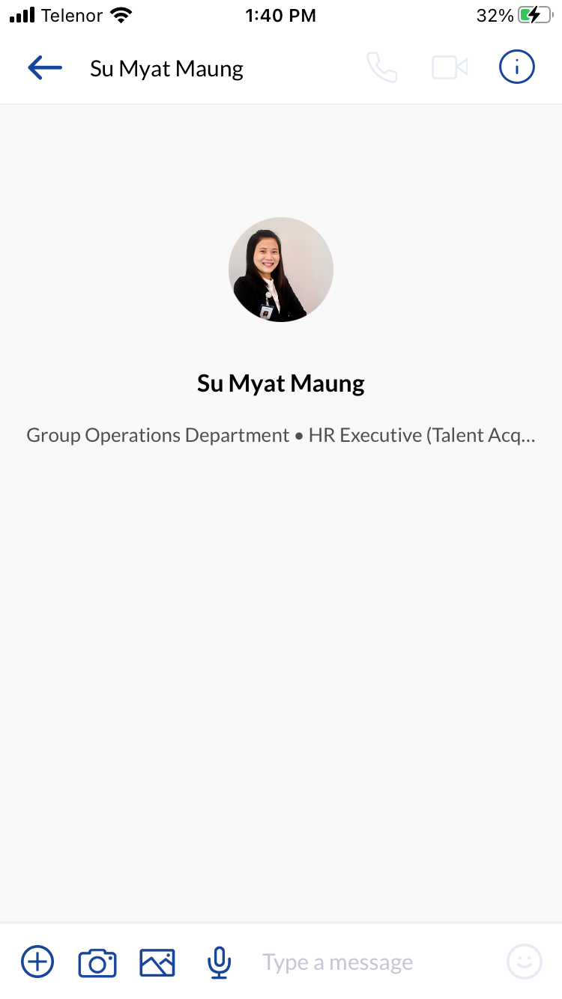 Telenor 1:40 PM 32%
Su Myat Maung
Su Myat Maung
Group Operations Department • HR Executive (Talent Acq...
Type a message